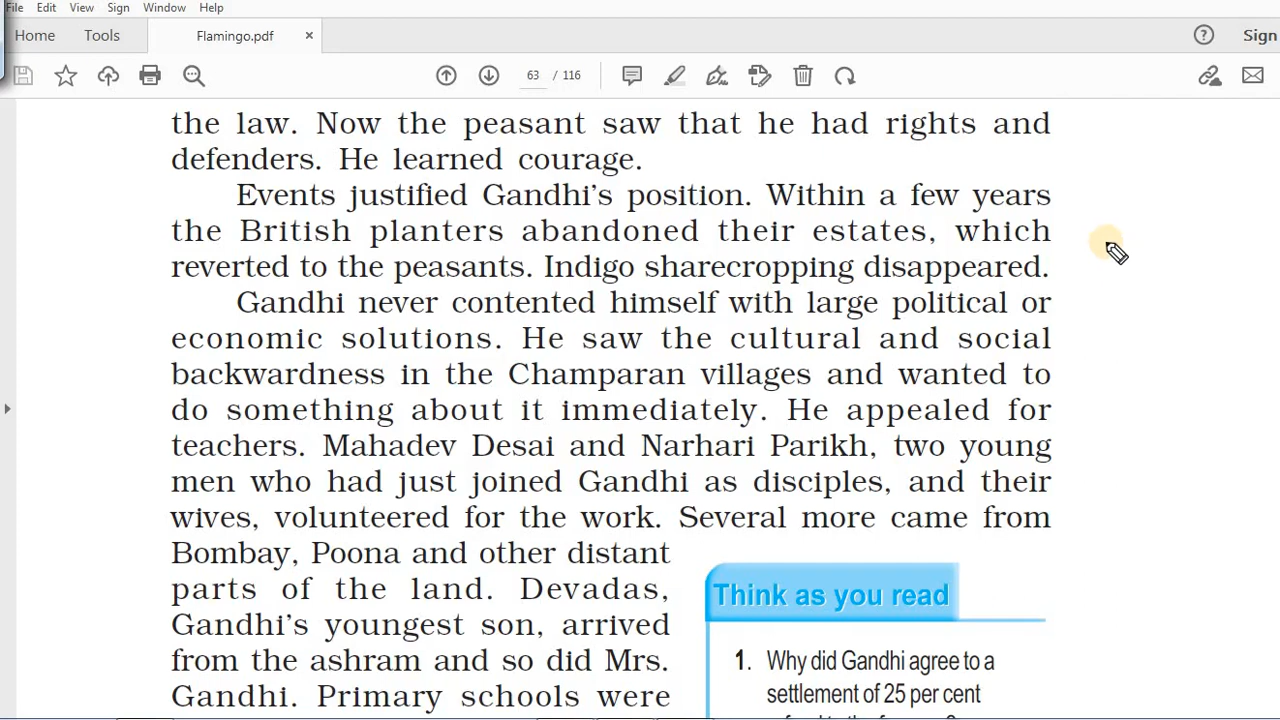 File Edit View Sign Window Help
Home Tools Flamingo.pdf × Sign
63 / 116
the law. Now the peasant saw that he had rights and
defenders. He learned courage.
Events justified Gandhi's position. Within a few years
the British planters abandoned their estates, which
reverted to the peasants. Indigo sharecropping disappeared.
Gandhi never contented himself with large political or
economic solutions. He saw the cultural and social
backwardness in the Champaran villages and wanted to
do something about it immediately. He appealed for
teachers. Mahadev Desai and Narhari Parikh, two young
men who had just joined Gandhi as disciples, and their
wives, volunteered for the work. Several more came from
Bombay, Poona and other distant
parts of the land. Devadas,
Gandhi's youngest son, arrived
from the ashram and so did Mrs.
Gandhi. Primary schools were
Think as you read
1. Why did Gandhi agree to a
settlement of 25 per cent